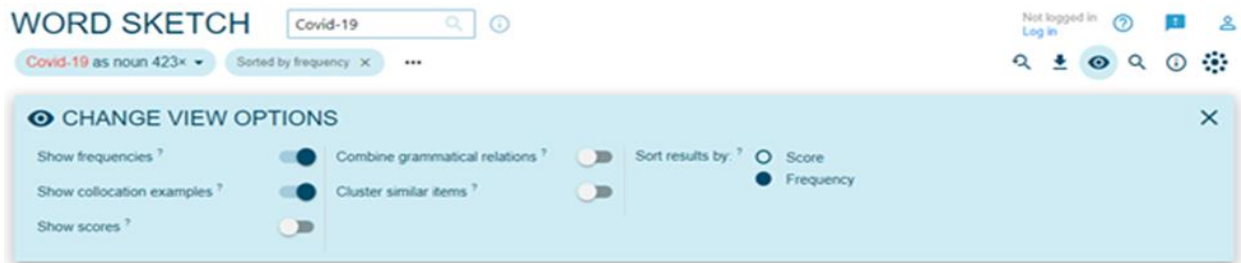 WORD SKETCH Covid-19 Not logged in
Log in
Covid-19 as noun 423× Sorted by frequency X •••
CHANGE VIEW OPTIONS
Show frequencies ? Combine grammatical relations ? Sort results by: ? Score
Show collocation examples ? Cluster similar items ? Frequency
Show scores ?